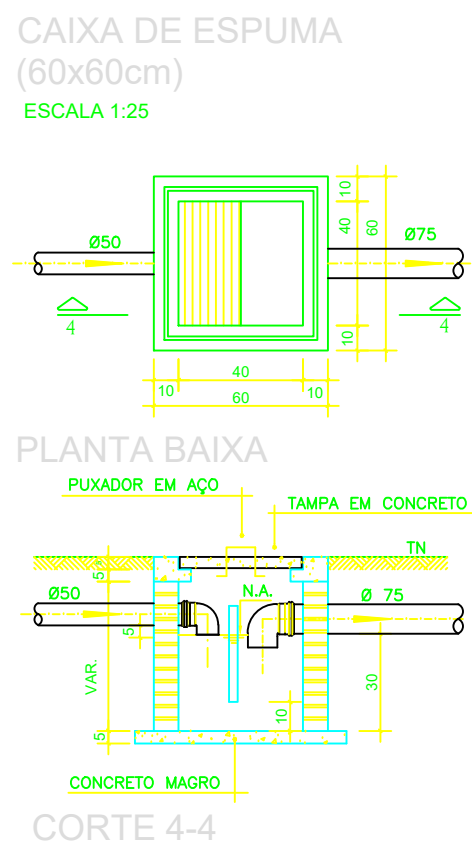 CAIXA DE ESPUMA
(60x60cm)
ESCALA 1:25
Ø50
Ø75
10
40
60
10
4
4
10
40
10
60
PLANTA BAIXA
PUXADOR EM AÇO
TAMPA EM CONCRETO
TN
5
Ø50
N.A.
Ø 75
5
VAR.
30
10
5
CONCRETO MAGRO
CORTE 4-4